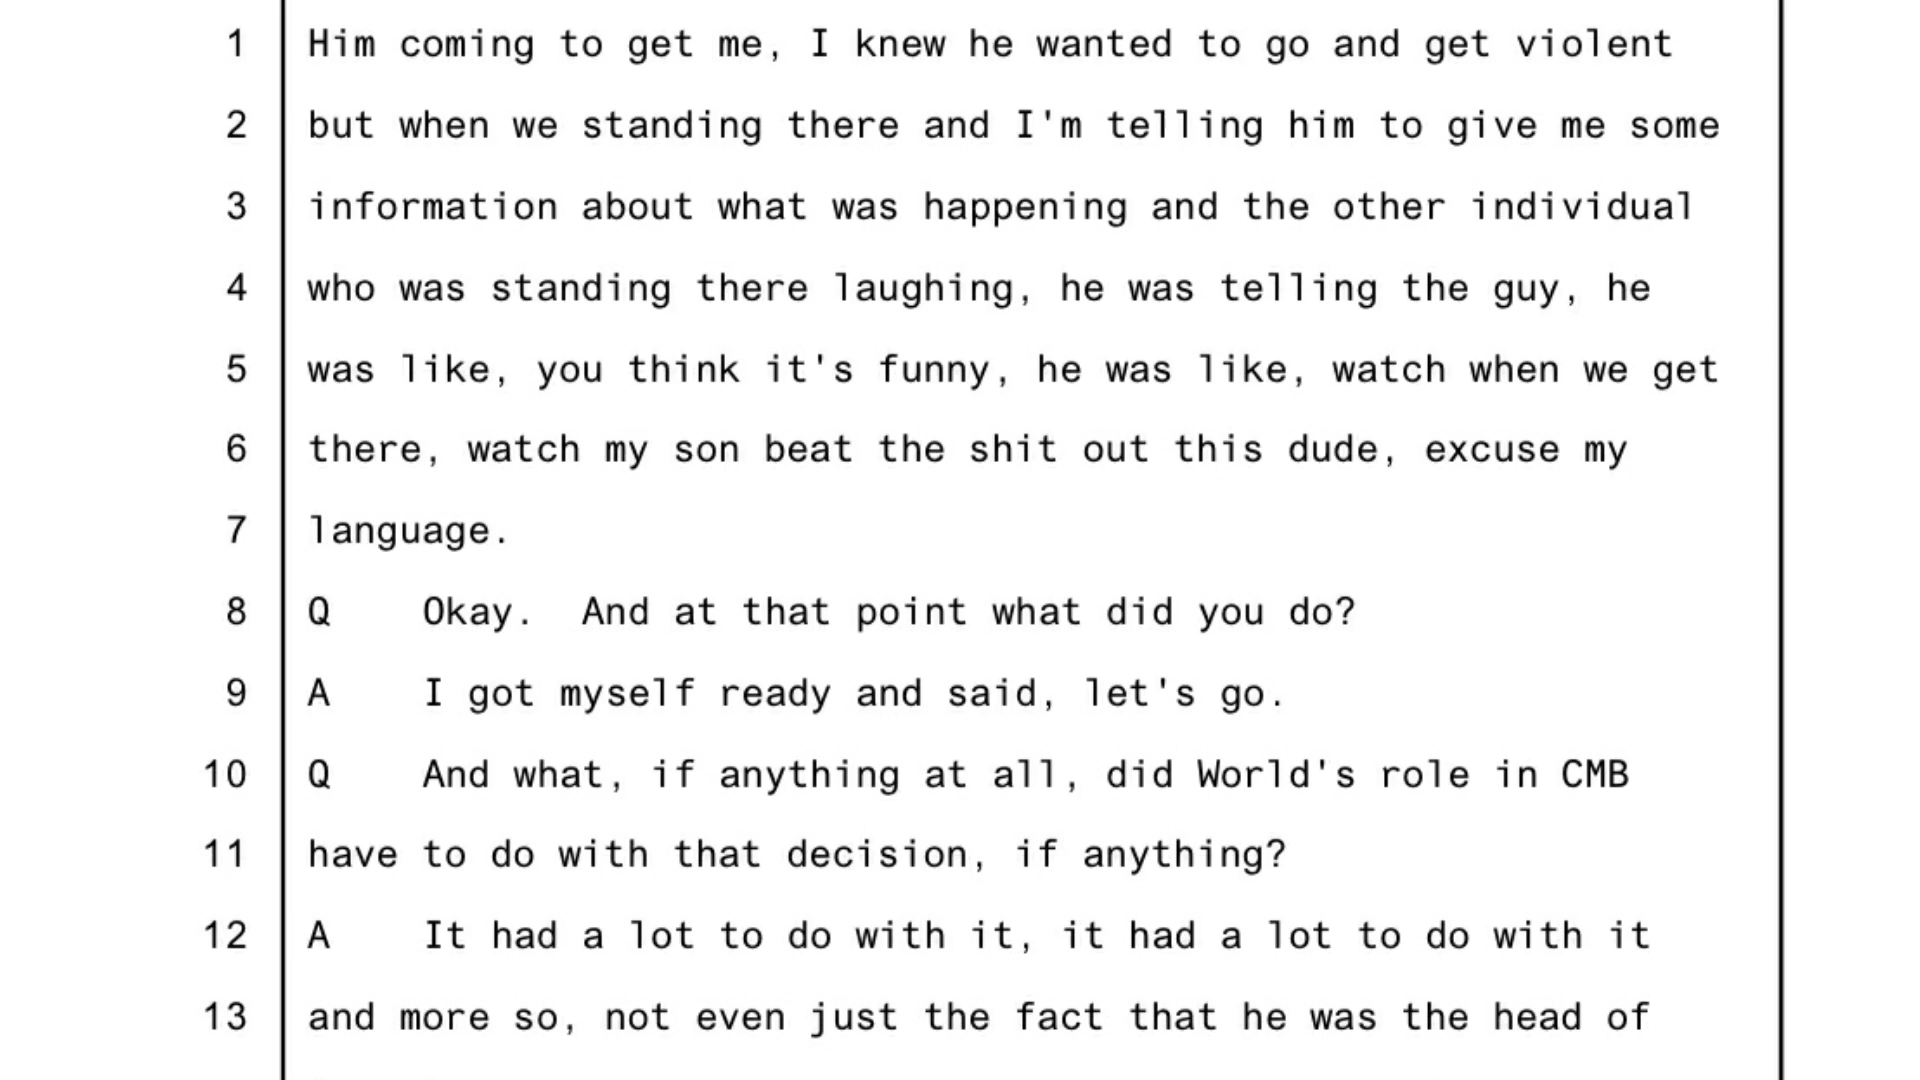 1 Him coming to get me, I knew he wanted to go and get violent
2 but when we standing there and I'm telling him to give me some
3 information about what was happening and the other individual
4 who was standing there laughing, he was telling the guy, he
5 was like, you think it's funny, he was like, watch when we get
6 there, watch my son beat the shit out this dude, excuse my
7 language.
8 Q Okay. And at that point what did you do?
9 A I got myself ready and said, let's go.
10 Q And what, if anything at all, did World's role in CMB
11 have to do with that decision, if anything?
12 A It had a lot to do with it, it had a lot to do with it
13 and more so, not even just the fact that he was the head of